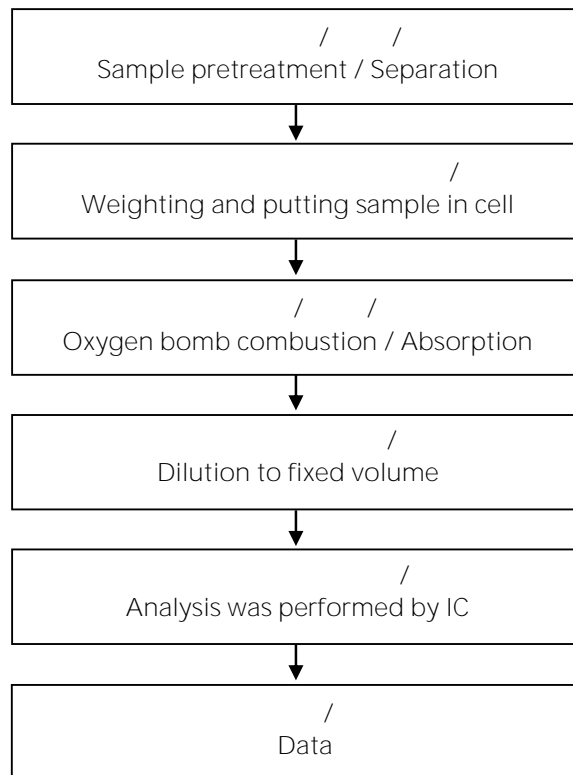 / /
Sample pretreatment / Separation
/
Weighting and putting sample in cell
/ /
Oxygen bomb combustion / Absorption
/
Dilution to fixed volume
/
Analysis was performed by IC
/
Data